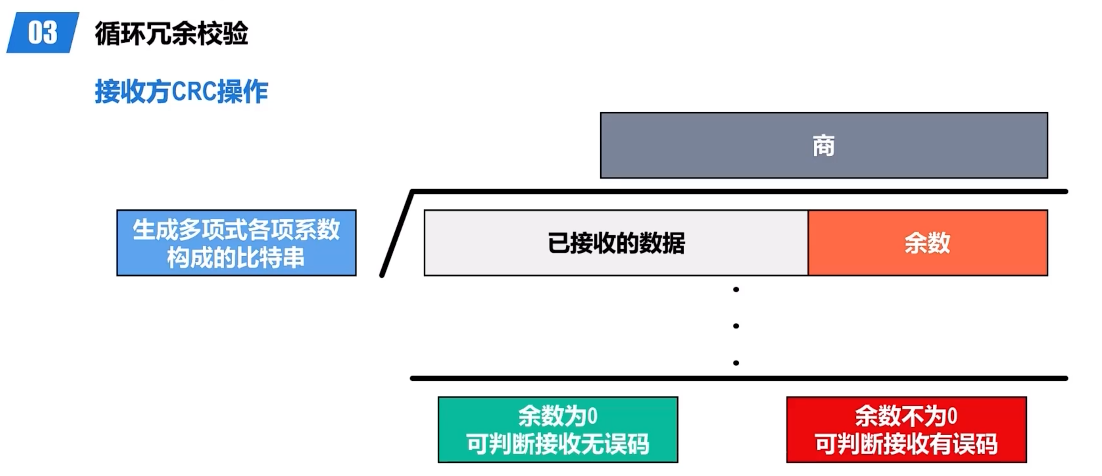 03 循环冗余校验
接收方CRC操作
商
生成多项式各项系数
构成的比特串
已接收的数据 余数
余数为0
可判断接收无误码
余数不为0
可判断接收有误码